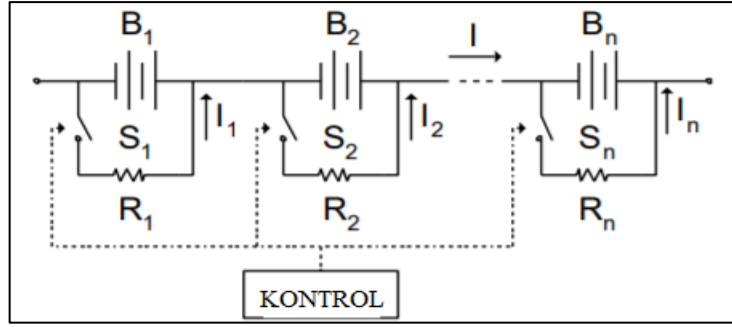 B1 B2 I Bn
S1 I1 S2 I2 Sn In
R1 R2 Rn
KONTROL